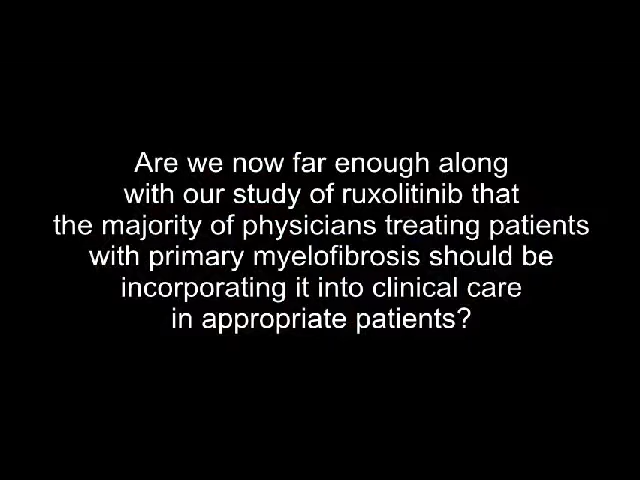 Are we now far enough along
with our study of ruxolitinib that
the majority of physicians treating patients
with primary myelofibrosis should be
incorporating it into clinical care
in appropriate patients?